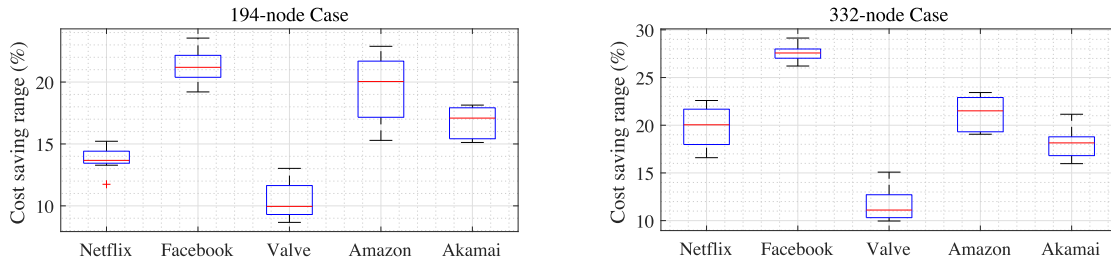 194-node Case
Cost saving range (%)
20
15
10
Netflix Facebook Valve Amazon Akamai
332-node Case
Cost saving range (%)
30
25
20
15
10
Netflix Facebook Valve Amazon Akamai